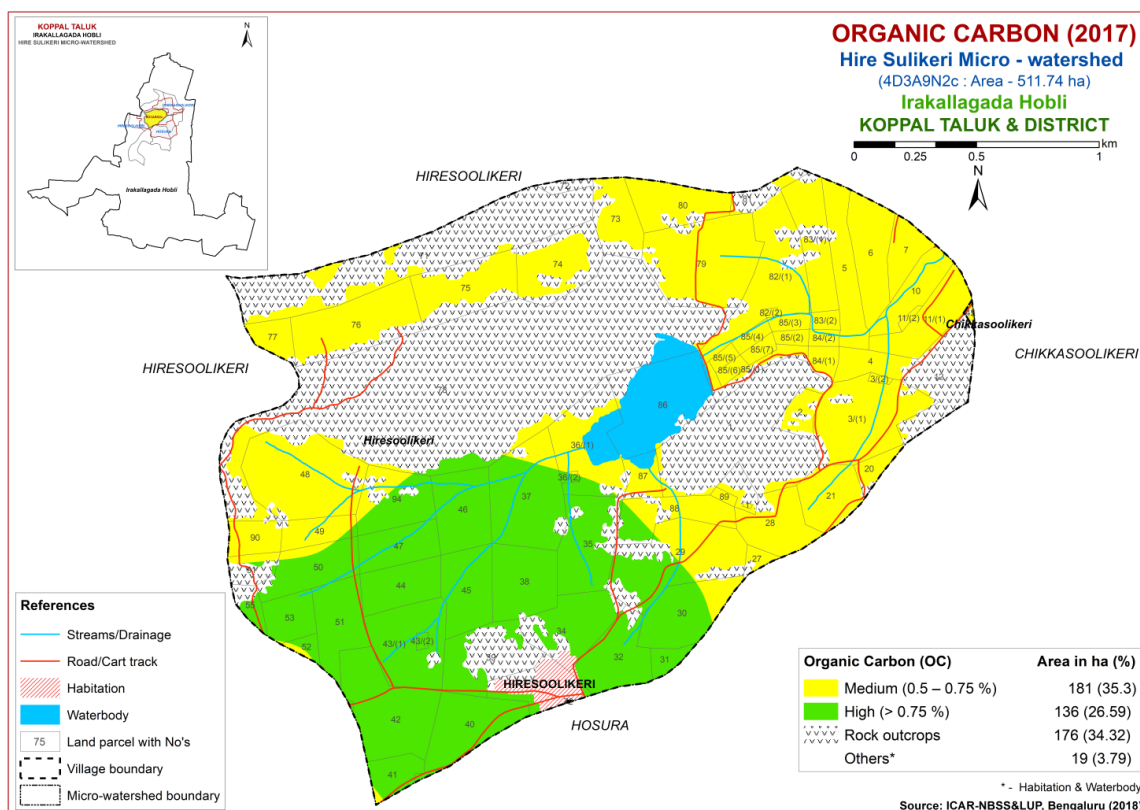 KOPPAL TALUK
IRAKALLAGADA HOBLI
HIRE SULIKERI MICRO-WATERSHED
N
Irakallagada Hobli
ORGANIC CARBON (2017)
Hire Sulikeri Micro - watershed
(4D3A9N2c : Area - 511.74 ha)
Irakallagada Hobli
KOPPAL TALUK & DISTRICT
km
0 0.25 0.5 1
N
HIRESOOLIKERI
72
73
80
81
83/(1)
6
7
71
74
79
82/(1)
5
75
10
82/(2)
85/(3)
83/(2)
11/(2)
11/(1)
76
Chikkasoolikeri
77
85/(4)
85/(2)
84/(2)
85/(7)
CHIKKASOOLIKERI
HIRESOOLIKERI
85/(5)
84/(1)
4
85/(6)
3/(2)
78
86
2
3/(1)
1
Hiresoolikeri
36/(1)
48
36/(2)
87
20
37
94
89
21
46
88
28
90
49
47
35
29
27
50
44
45
38
30
55
53
51
34
52
43/(1)
43/(2)
32
31
39
HIRESOOLIKERI
42
40
HOSURA
41
References
Streams/Drainage
Road/Cart track
Habitation
Waterbody
75 Land parcel with No's
Village boundary
Micro-watershed boundary
Organic Carbon (OC) Area in ha (%)
Medium (0.5 – 0.75 %) 181 (35.3)
High (> 0.75 %) 136 (26.59)
Rock outcrops 176 (34.32)
Others* 19 (3.79)
* - Habitation & Waterbody
Source: ICAR-NBSS&LUP, Bengaluru (2018)